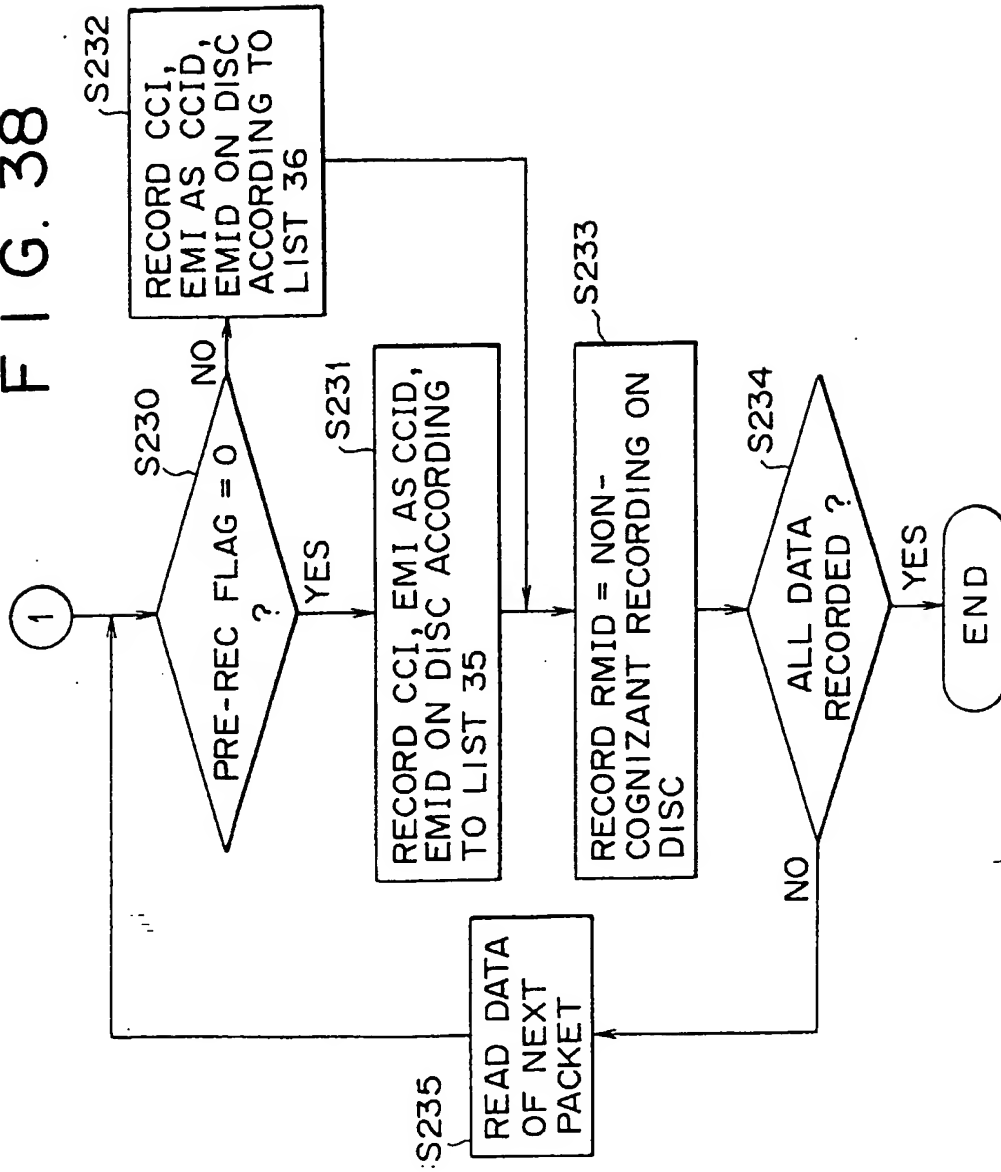 FIG. 38
1
S230
PRE-REC FLAG = 0
?
NO
YES
S232
RECORD CCI,
EMI AS CCID,
EMID ON DISC
ACCORDING TO
LIST 36
S231
RECORD CCI, EMI AS CCID,
EMID ON DISC ACCORDING
TO LIST 35
S233
RECORD RMID = NON-
COGNIZANT RECORDING ON
DISC
S234
ALL DATA
RECORDED ?
NO
YES
S235
READ DATA
OF NEXT
PACKET
END